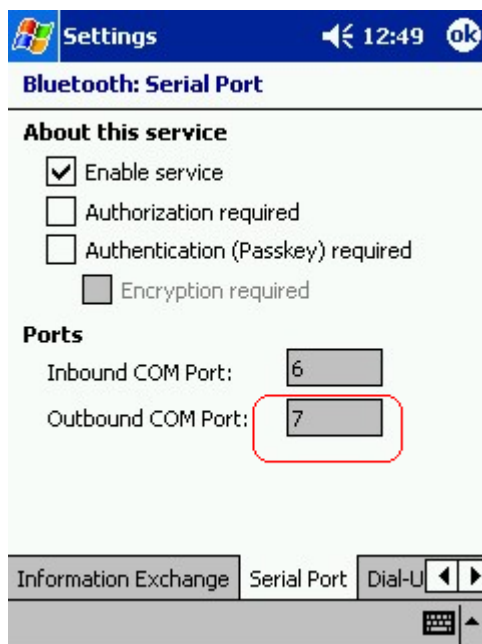 Settings 12:49 ok
Bluetooth: Serial Port
About this service
Enable service
Authorization required
Authentication (Passkey) required
Encryption required
Ports
Inbound COM Port: 6
Outbound COM Port: 7
Information Exchange Serial Port Dial-U